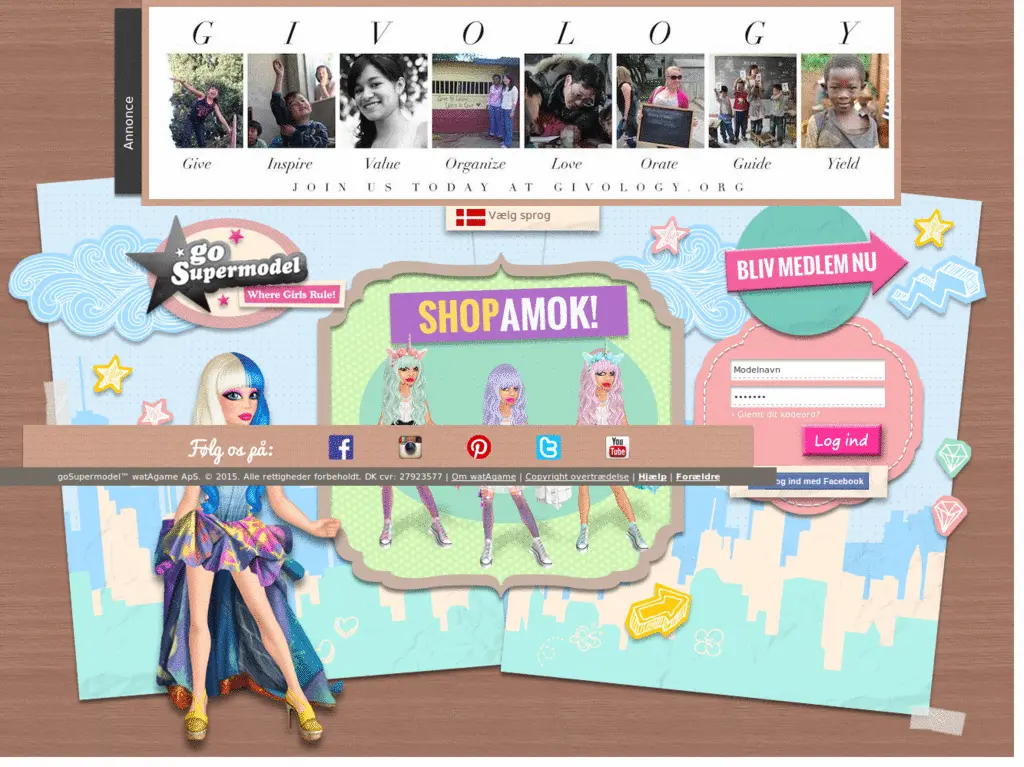 GIVOLOGY
Annonce
Give Inspire Value Organize Love Orate Guide Yield
JOIN US TODAY AT GIVOLOGY.ORG
Vælg sprog
go
Supermodel
Where Girls Rule!
SHOPAMOK!
BLIV MEDLEM NU
Modelnavn
› Glemt dit kodeord?
Log ind
Følg os på:
You
Tube
goSupermodel™ watAgame ApS. © 2015. Alle rettigheder forbeholdt. DK cvr: 27923577 | Om watAgame | Copyright overtrædelse | Hjælp | Forældre
og ind med Facebook